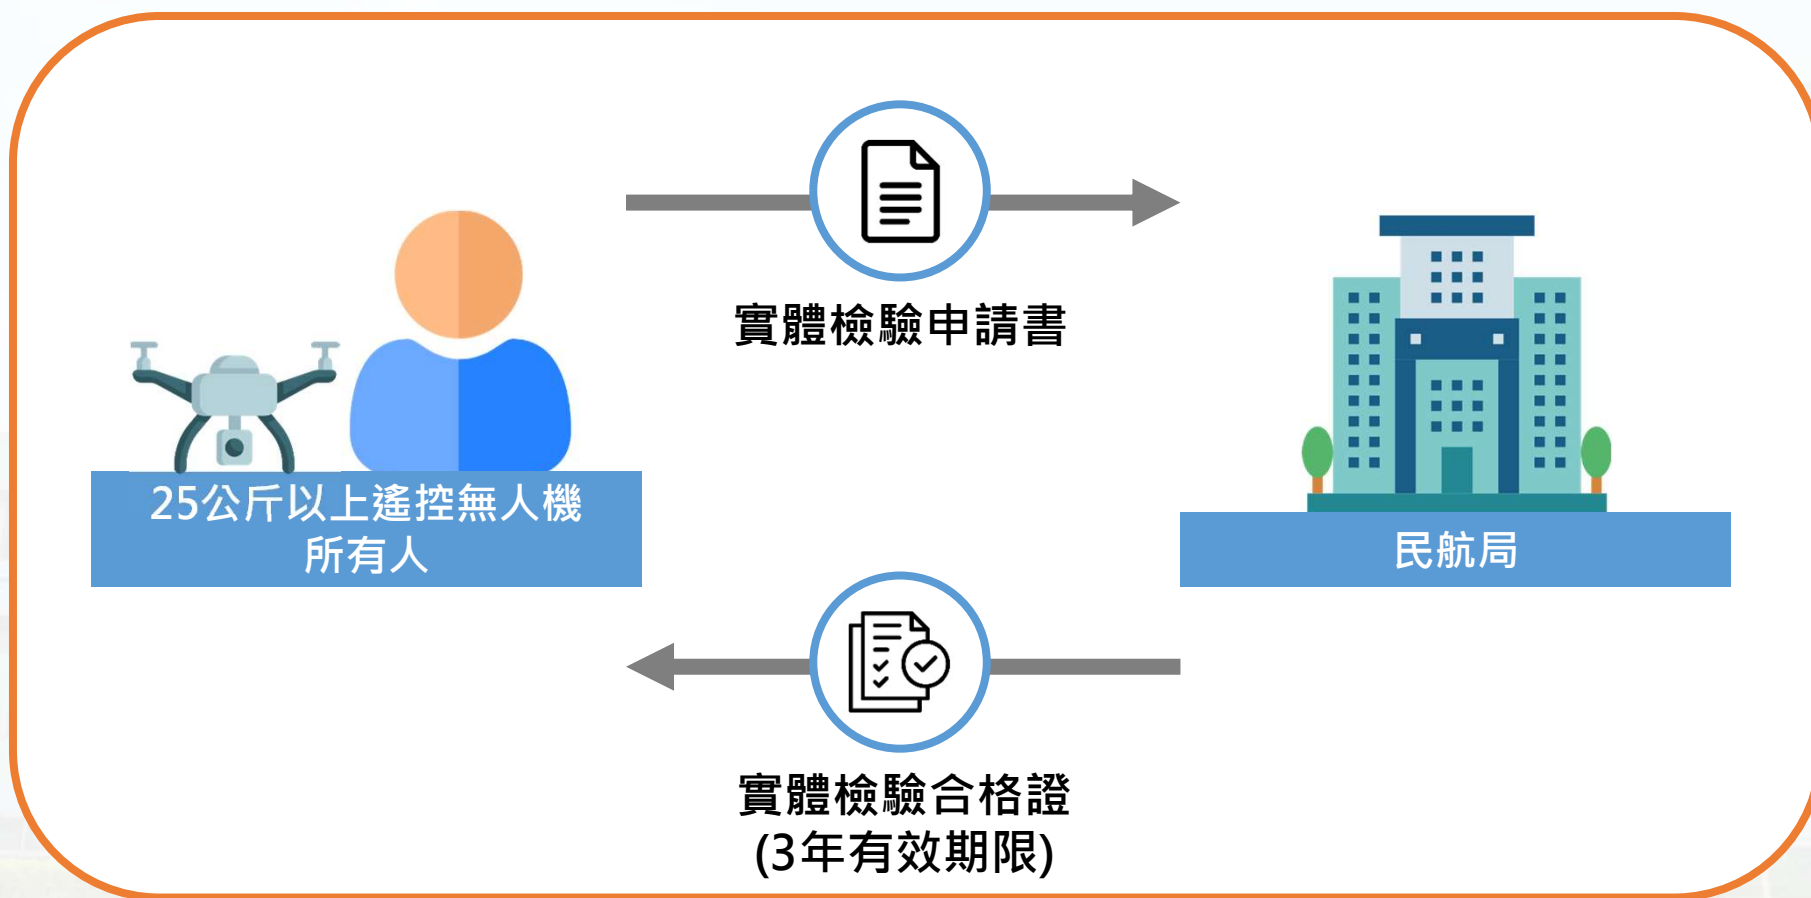 實體檢驗申請書
25公斤以上遙控無人機
所有人
民航局
實體檢驗合格證
(3年有效期限)